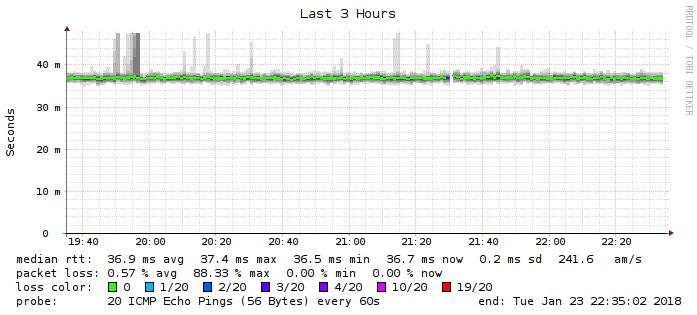 Last 3 Hours
RRDTOOL / TOBI OETIKER
Seconds
40 m
30 m
20 m
10 m
0
19:40 20:00 20:20 20:40 21:00 21:20 21:40 22:00 22:20
median rtt: 36.9 ms avg 37.4 ms max 36.5 ms min 36.7 ms now 0.2 ms sd 241.6 am/s
packet loss: 0.57 % avg 88.33 % max 0.00 % min 0.00 % now
loss color: 0 1/20 2/20 3/20 4/20 10/20 19/20
probe: 20 ICMP Echo Pings (56 Bytes) every 60s end: Tue Jan 23 22:35:02 2018